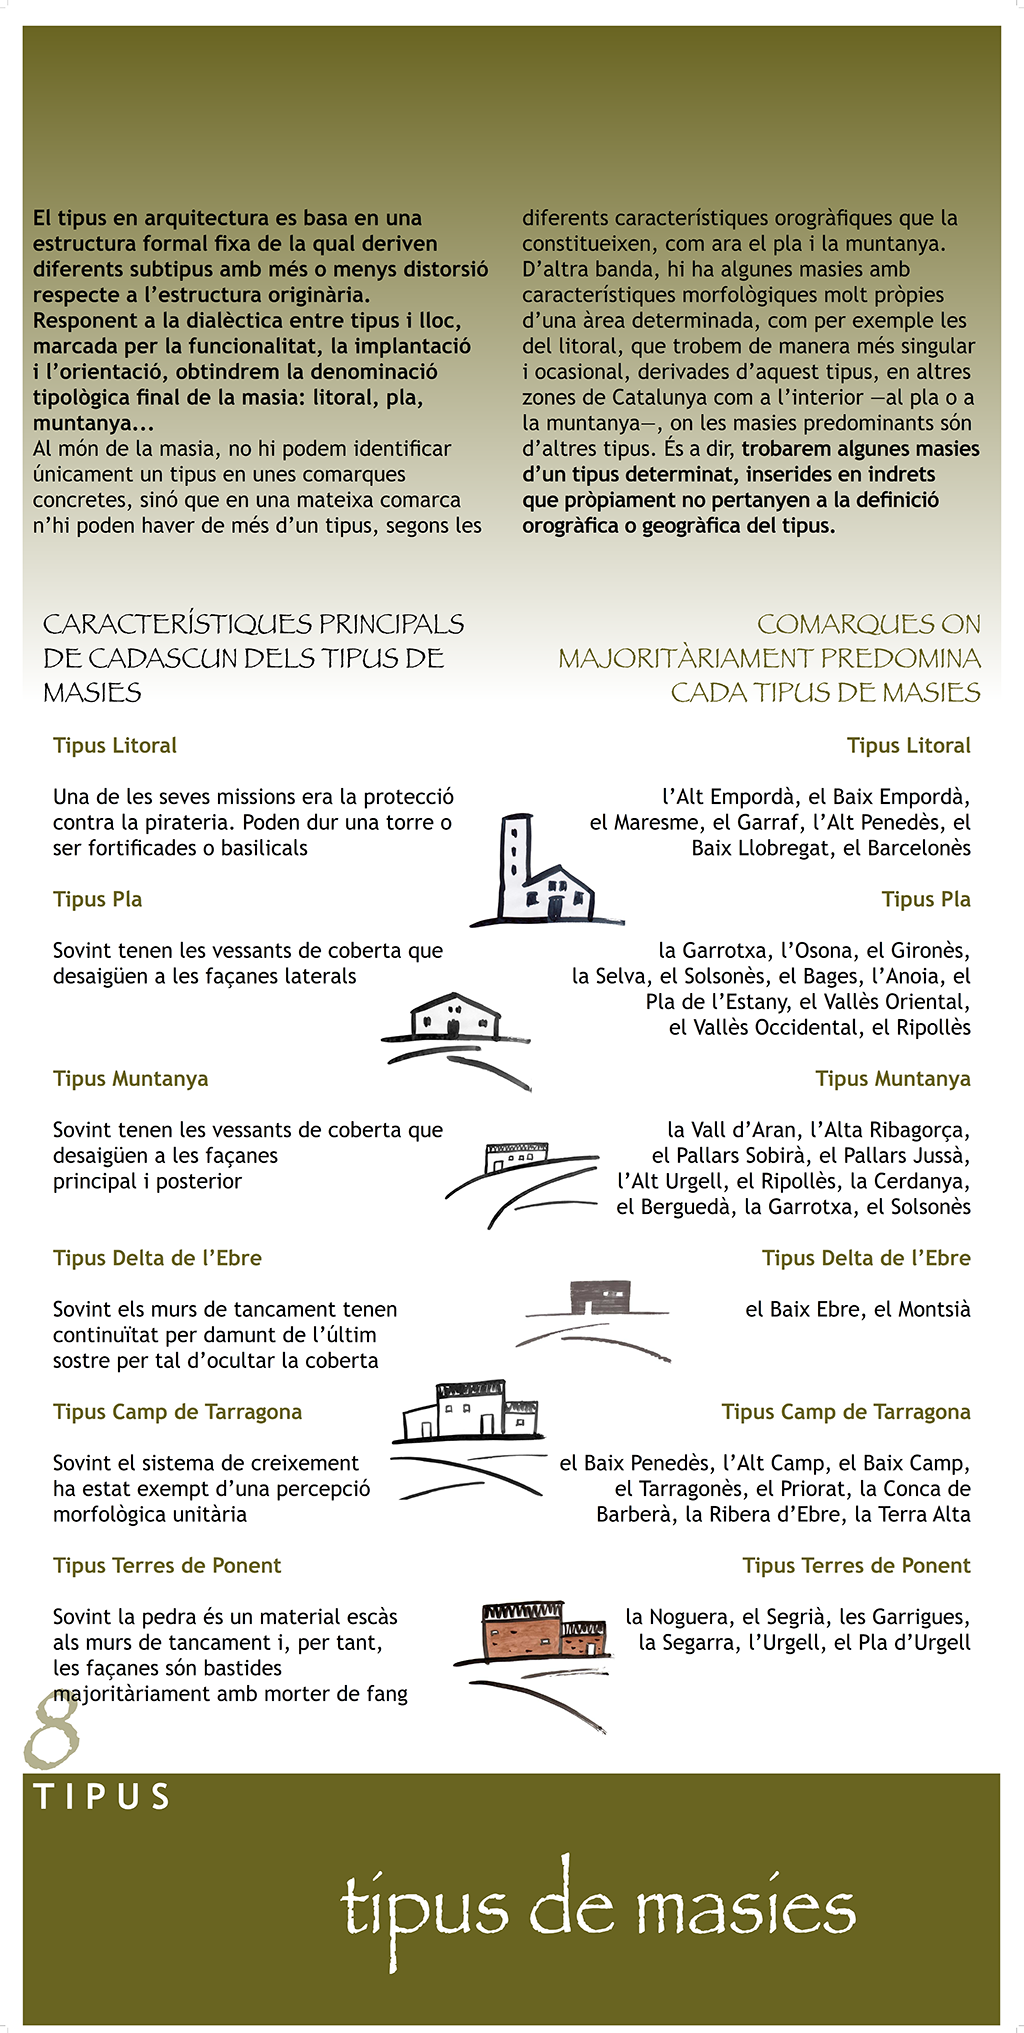 El tipus en arquitectura es basa en una
estructura formal fixa de la qual deriven
diferents subtipus amb més o menys distorsió
respecte a l’estructura originària.
Responent a la dialèctica entre tipus i lloc,
marcada per la funcionalitat, la implantació
i l’orientació, obtindrem la denominació
tipològica final de la masia: litoral, pla,
muntanya...
Al món de la masia, no hi podem identificar
únicament un tipus en unes comarques
concretes, sinó que en una mateixa comarca
n’hi poden haver de més d’un tipus, segons les
diferents característiques orogràfiques que la
constitueixen, com ara el pla i la muntanya.
D’altra banda, hi ha algunes masies amb
característiques morfològiques molt pròpies
d’una àrea determinada, com per exemple les
del litoral, que trobem de manera més singular
i ocasional, derivades d’aquest tipus, en altres
zones de Catalunya com a l’interior —al pla o a
la muntanya—, on les masies predominants són
d’altres tipus. És a dir, trobarem algunes masies
d’un tipus determinat, inserides en indrets
que pròpiament no pertanyen a la definició
orogràfica o geogràfica del tipus.
CARACTERÍSTIQUES PRINCIPALS
DE CADASCUN DELS TIPUS DE
MASIES
Tipus Litoral
Una de les seves missions era la protecció
contra la pirateria. Poden dur una torre o
ser fortificades o basilicals
Tipus Pla
Sovint tenen les vessants de coberta que
desaigüen a les façanes laterals
Tipus Muntanya
Sovint tenen les vessants de coberta que
desaigüen a les façanes
principal i posterior
Tipus Delta de l’Ebre
Sovint els murs de tancament tenen
continuïtat per damunt de l’últim
sostre per tal d’ocultar la coberta
Tipus Camp de Tarragona
Sovint el sistema de creixement
ha estat exempt d’una percepció
morfològica unitària
Tipus Terres de Ponent
Sovint la pedra és un material escàs
als murs de tancament i, per tant,
les façanes són bastides
majoritàriament amb morter de fang
COMARQUES ON
MAJORITÀRIAMENT PREDOMINA
CADA TIPUS DE MASIES
Tipus Litoral
l’Alt Empordà, el Baix Empordà,
el Maresme, el Garraf, l’Alt Penedès, el
Baix Llobregat, el Barcelonès
Tipus Pla
la Garrotxa, l’Osona, el Gironès,
la Selva, el Solsonès, el Bages, l’Anoia, el
Pla de l’Estany, el Vallès Oriental,
el Vallès Occidental, el Ripollès
Tipus Muntanya
la Vall d’Aran, l’Alta Ribagorça,
el Pallars Sobirà, el Pallars Jussà,
l’Alt Urgell, el Ripollès, la Cerdanya,
el Berguedà, la Garrotxa, el Solsonès
Tipus Delta de l’Ebre
el Baix Ebre, el Montsià
Tipus Camp de Tarragona
el Baix Penedès, l’Alt Camp, el Baix Camp,
el Tarragonès, el Priorat, la Conca de
Barberà, la Ribera d’Ebre, la Terra Alta
Tipus Terres de Ponent
la Noguera, el Segrià, les Garrigues,
la Segarra, l’Urgell, el Pla d’Urgell
8
TIPUS
tipus de masies